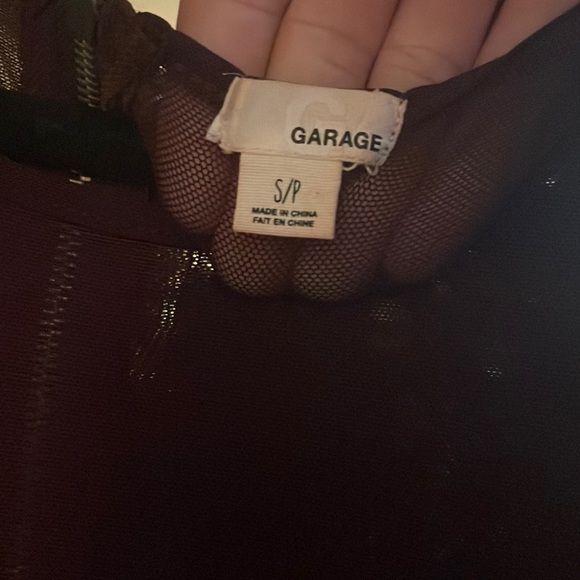 GARAGE
S/P
MADE IN CHINA
FAIT EN CHINE